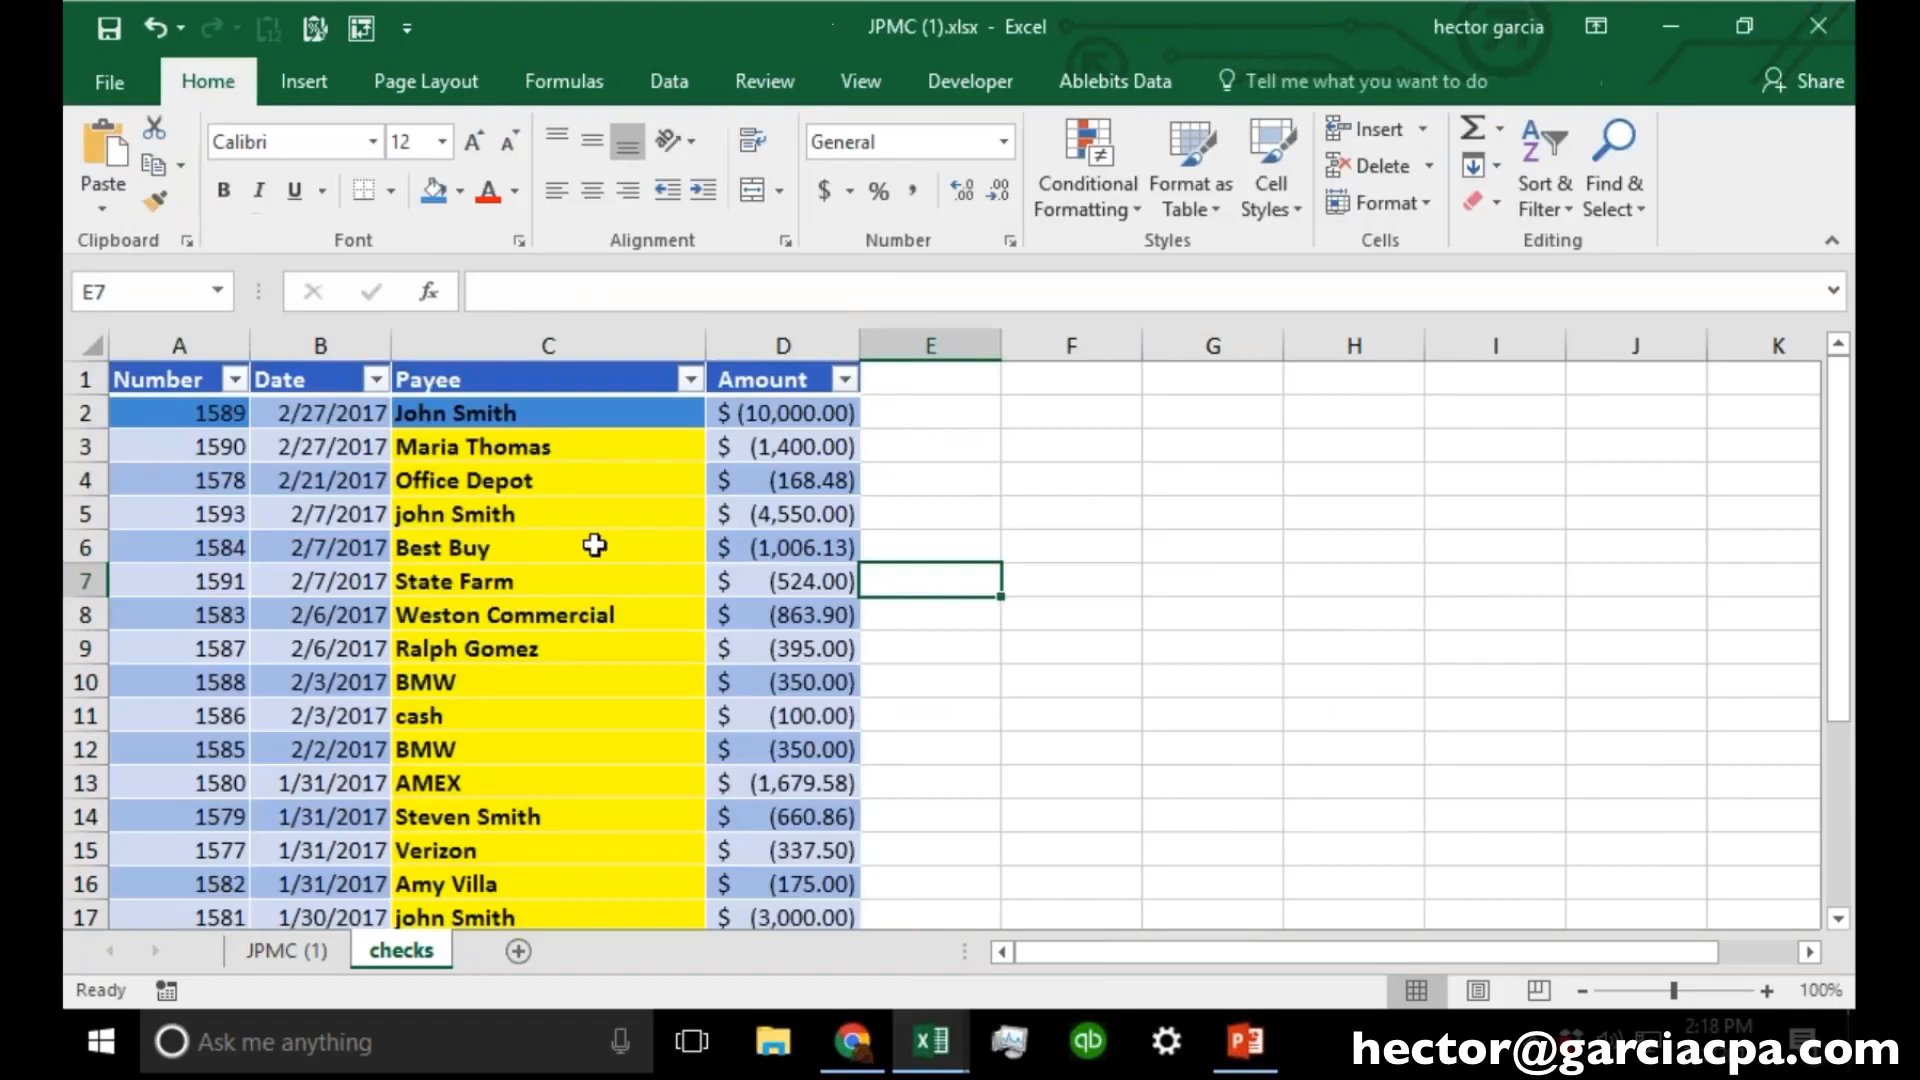 JPMC (1).xlsx - Excel
hector garcia
File Home Insert Page Layout Formulas Data Review View Developer Ablebits Data Tell me what you want to do Share
Paste
Clipboard
Calibri 12
B I U
Font
Alignment
General
$ % ,
Number
Conditional Formatting
Format as Table
Cell Styles
Styles
Insert
Delete
Format
Cells
Sort & Filter
Find & Select
Editing
E7 fx
A B C D E F G H I J K
1 Number Date Payee Amount
2 1589 2/27/2017 John Smith $ (10,000.00)
3 1590 2/27/2017 Maria Thomas $ (1,400.00)
4 1578 2/21/2017 Office Depot $ (168.48)
5 1593 2/7/2017 john Smith $ (4,550.00)
6 1584 2/7/2017 Best Buy $ (1,006.13)
7 1591 2/7/2017 State Farm $ (524.00)
8 1583 2/6/2017 Weston Commercial $ (863.90)
9 1587 2/6/2017 Ralph Gomez $ (395.00)
10 1588 2/3/2017 BMW $ (350.00)
11 1586 2/3/2017 cash $ (100.00)
12 1585 2/2/2017 BMW $ (350.00)
13 1580 1/31/2017 AMEX $ (1,679.58)
14 1579 1/31/2017 Steven Smith $ (660.86)
15 1577 1/31/2017 Verizon $ (337.50)
16 1582 1/31/2017 Amy Villa $ (175.00)
17 1581 1/30/2017 john Smith $ (3,000.00)
JPMC (1) checks
Ready 100%
Ask me anything
2:18 PM
hector@garciacpa.com